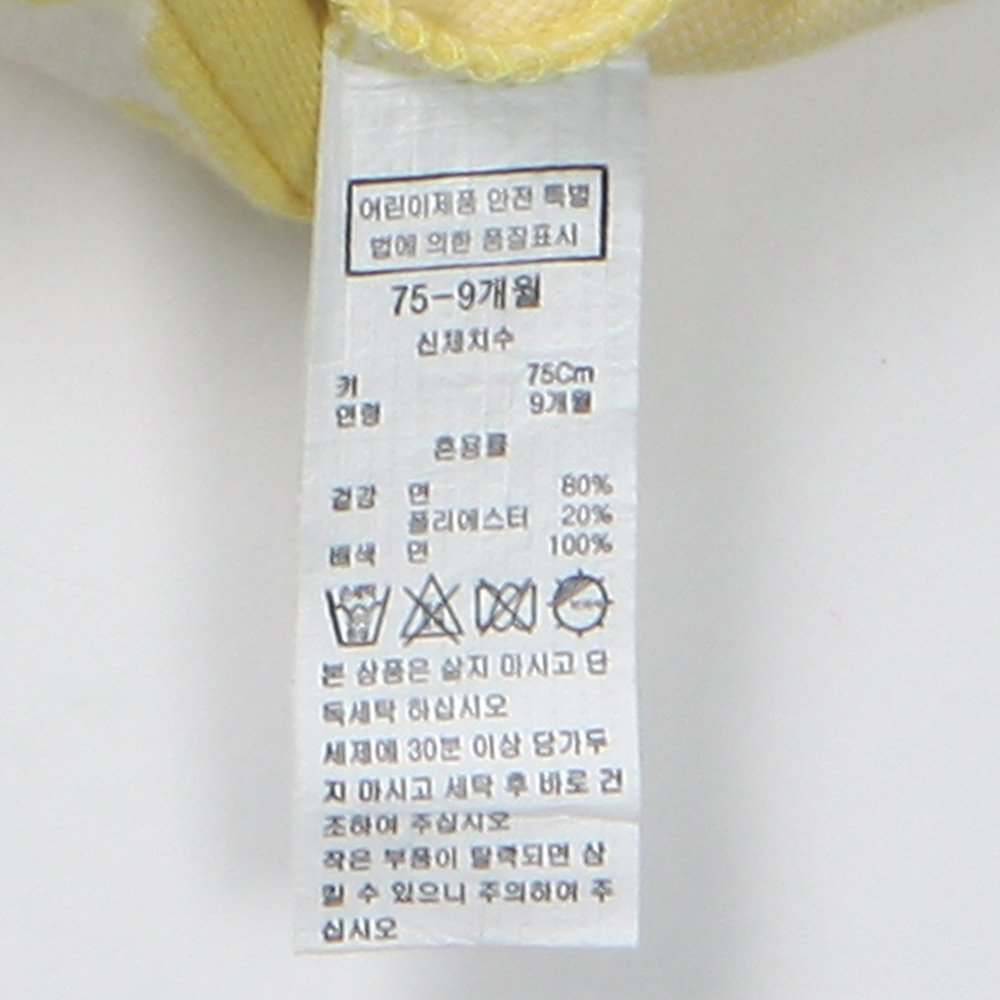 어린이제품 안전 특별
법에 의한 품질표시
75-9개월
신체치수
키 75Cm
연령 9개월
혼용률
겉감 면 80%
폴리에스터 20%
배색 면 100%
본 상품은 삶지 마시고 단
독세탁 하십시오
세제에 30분 이상 담가두
지 마시고 세탁 후 바로 건
조하여 주십시오
작은 부품이 탈락되면 삼
킬 수 있으니 주의하여 주
십시오